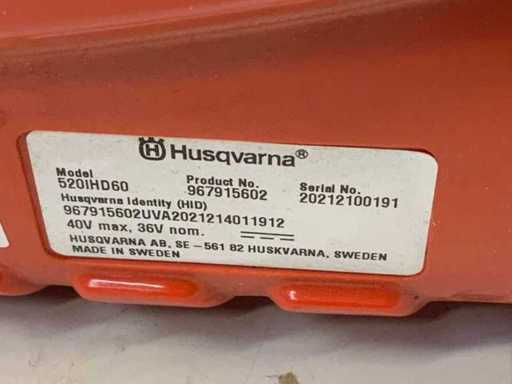 Husqvarna®
Model Product No. Serial No.
520iHD60 967915602 20212100191
Husqvarna Identity (HID)
967915602UVA2021214011912
40V max, 36V nom.
HUSQVARNA AB, SE-561 82 HUSKVARNA, SWEDEN
MADE IN SWEDEN